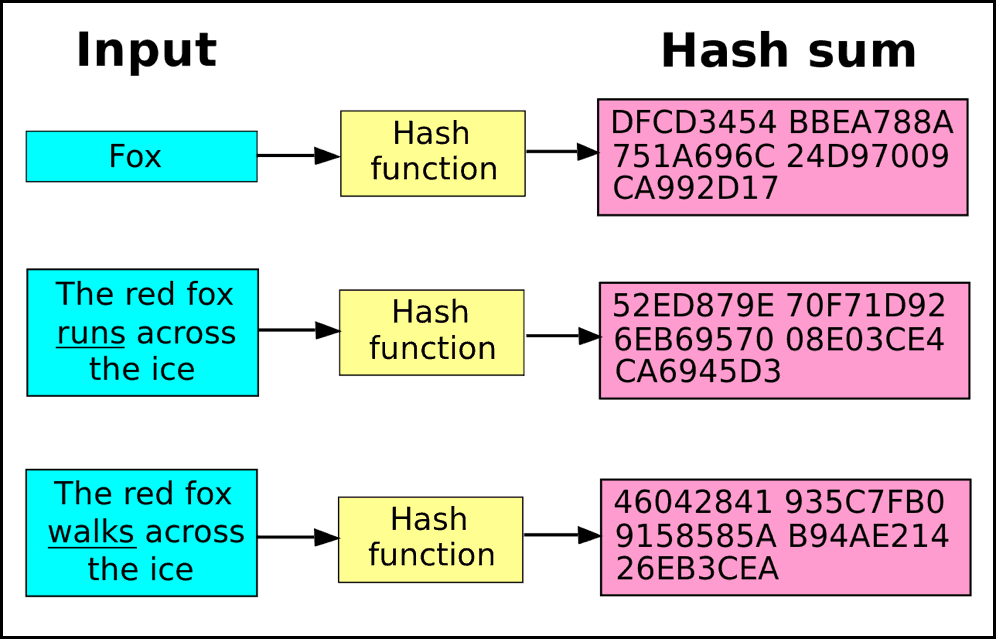 Input
Hash sum
Fox
Hash
function
DFCD3454 BBEA788A
751A696C 24D97009
CA992D17
The red fox
runs across
the ice
Hash
function
52ED879E 70F71D92
6EB69570 08E03CE4
CA6945D3
The red fox
walks across
the ice
Hash
function
46042841 935C7FB0
9158585A B94AE214
26EB3CEA